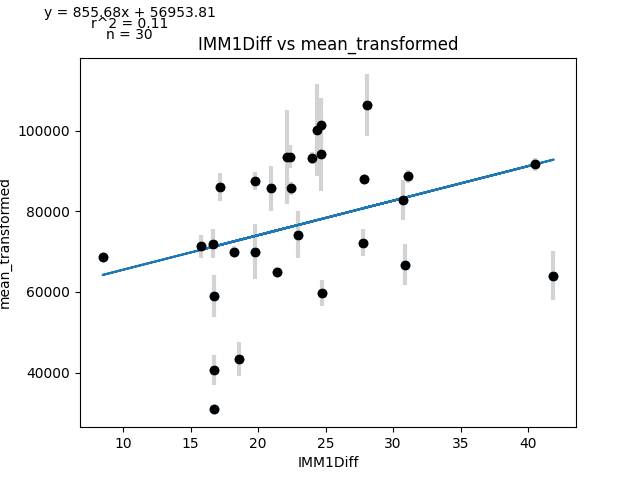 y = 855.68x + 56953.81
r^2 = 0.11
n = 30
IMM1Diff vs mean_transformed
100000
80000
60000
40000
mean_transformed
10 15 20 25 30 35 40
IMM1Diff